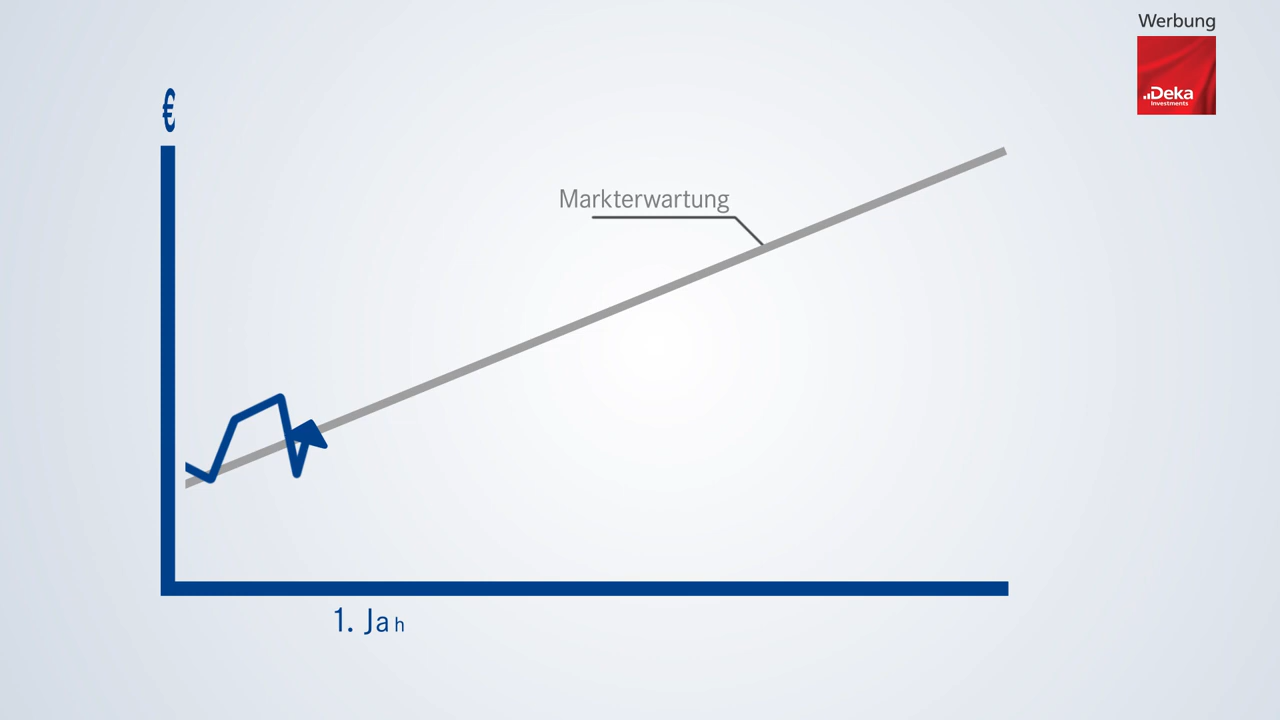 Werbung
Deka
Investments
€
Markterwartung
1. Jah